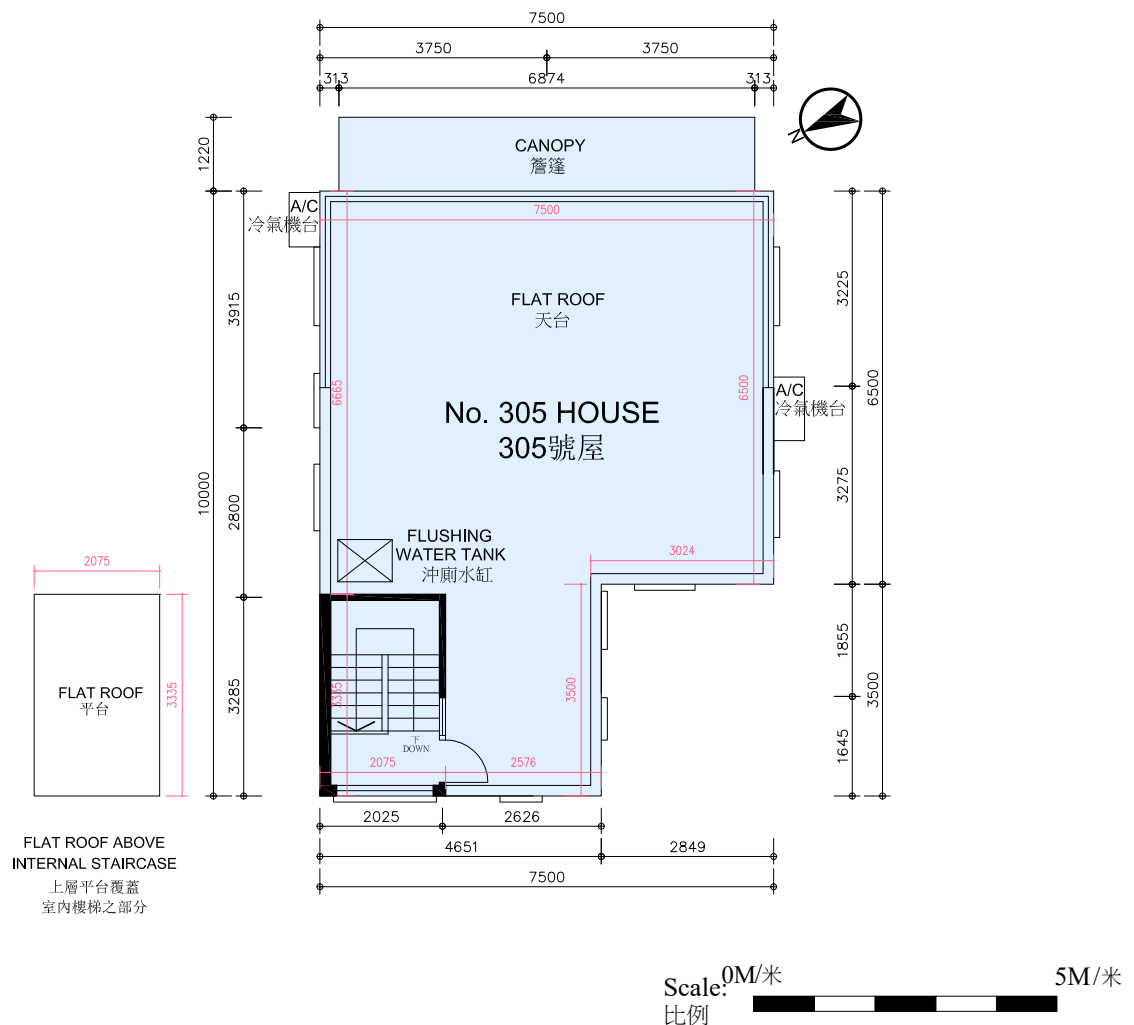 7500
3750
3750
313
6874
313
1220
CANOPY
簷篷
N
A/C
冷氣機台
7500
3915
3225
FLAT ROOF
天台
6665
6500
A/C
冷氣機台
6500
No. 305 HOUSE
305號屋
10000
2800
3275
FLUSHING
WATER TANK
沖廁水缸
3024
2075
FLAT ROOF
平台
3335
3285
3335
下
DOWN
3500
1855
3500
1645
2075
2576
2025
2626
4651
2849
7500
FLAT ROOF ABOVE
INTERNAL STAIRCASE
上層平台覆蓋
室內樓梯之部分
0M/米
5M/米
Scale:
比例